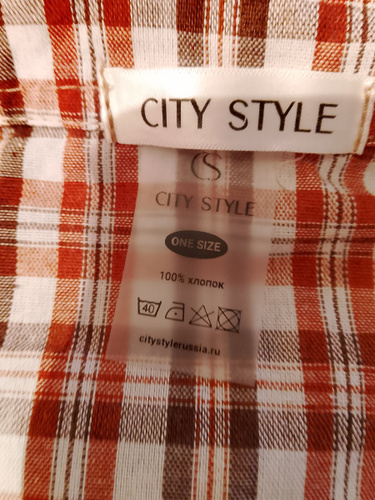 CITY STYLE
CS
CITY STYLE
ONE SIZE
100% хлопок
40
citystylerussia.ru